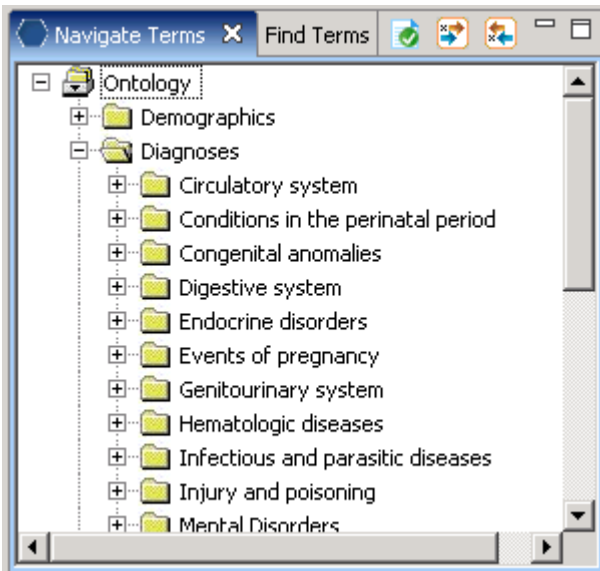 Navigate Terms Find Terms
Ontology
Demographics
Diagnoses
Circulatory system
Conditions in the perinatal period
Congenital anomalies
Digestive system
Endocrine disorders
Events of pregnancy
Genitourinary system
Hematologic diseases
Infectious and parasitic diseases
Injury and poisoning
Mental Disorders